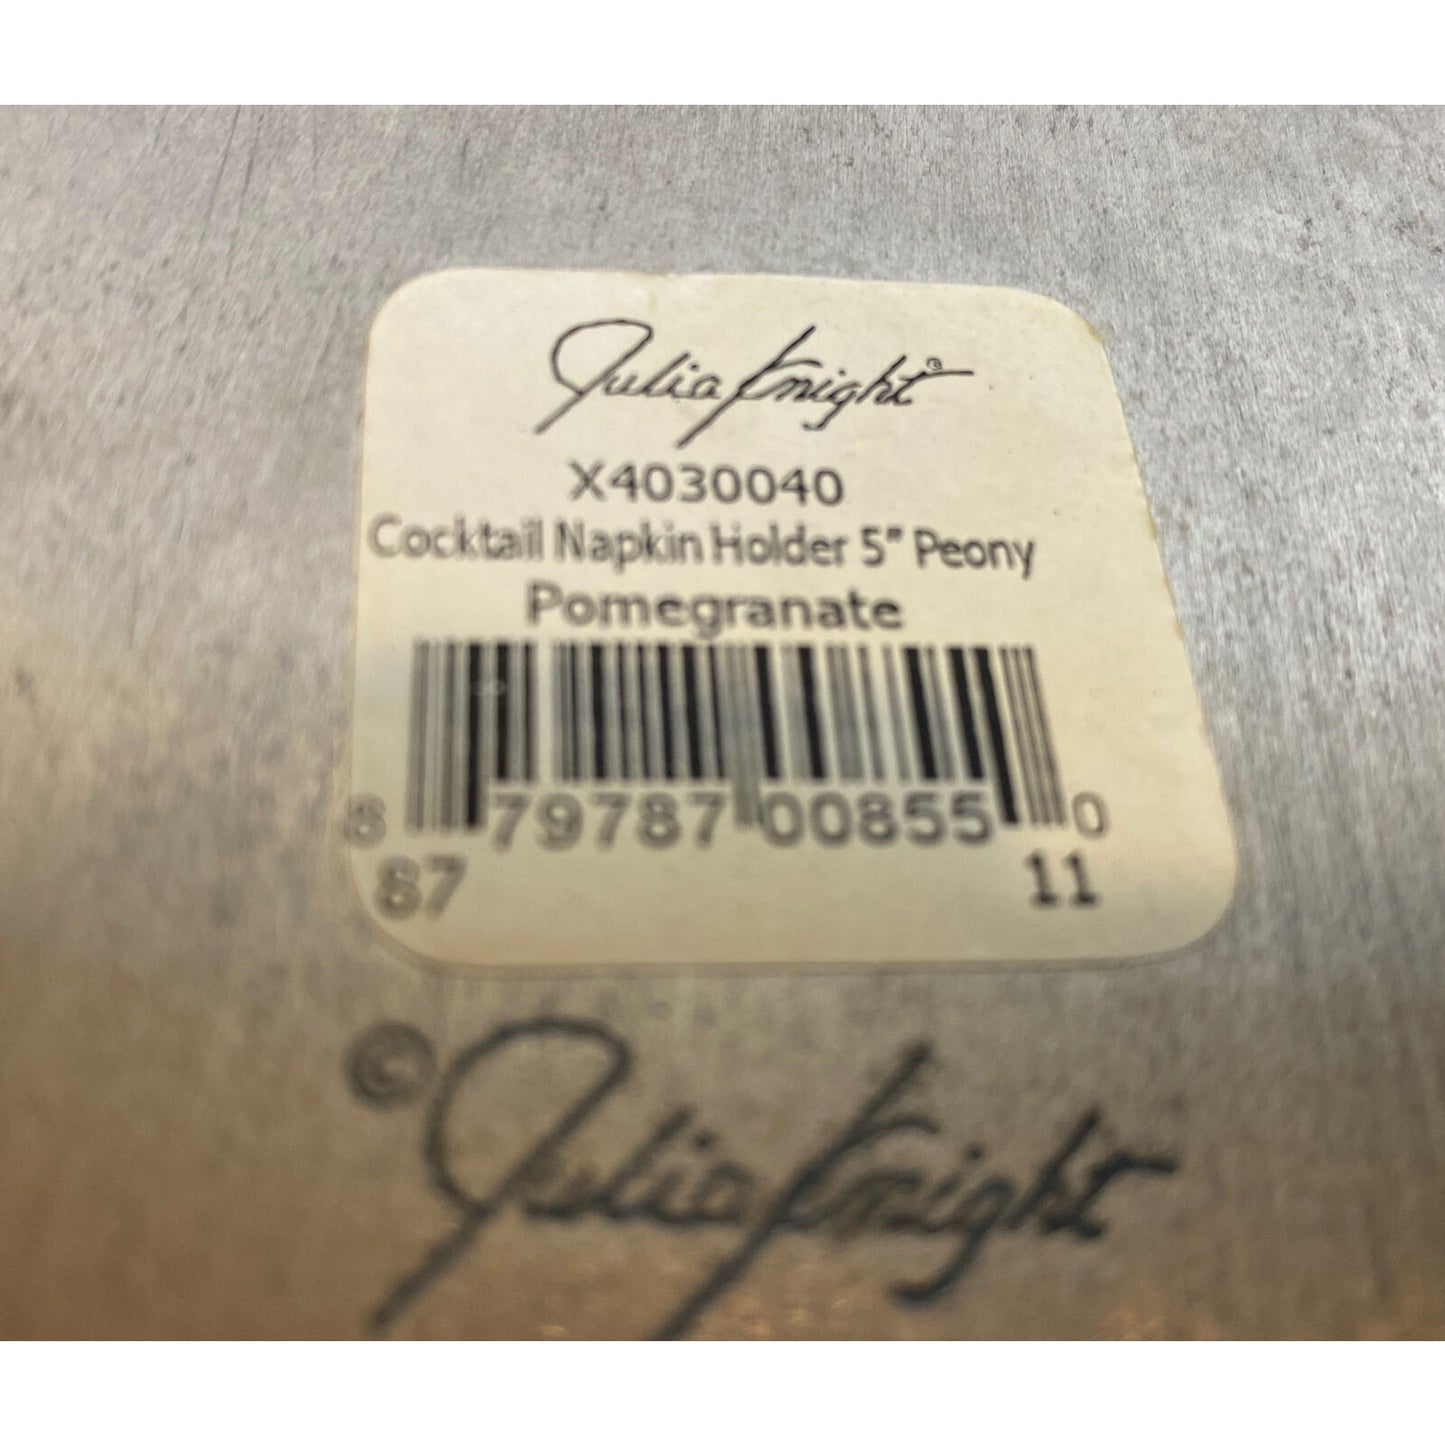 Julia Knight®
X4030040
Cocktail Napkin Holder 5" Peony
Pomegranate
8 79787 00855 0
87 11
© Julia Knight